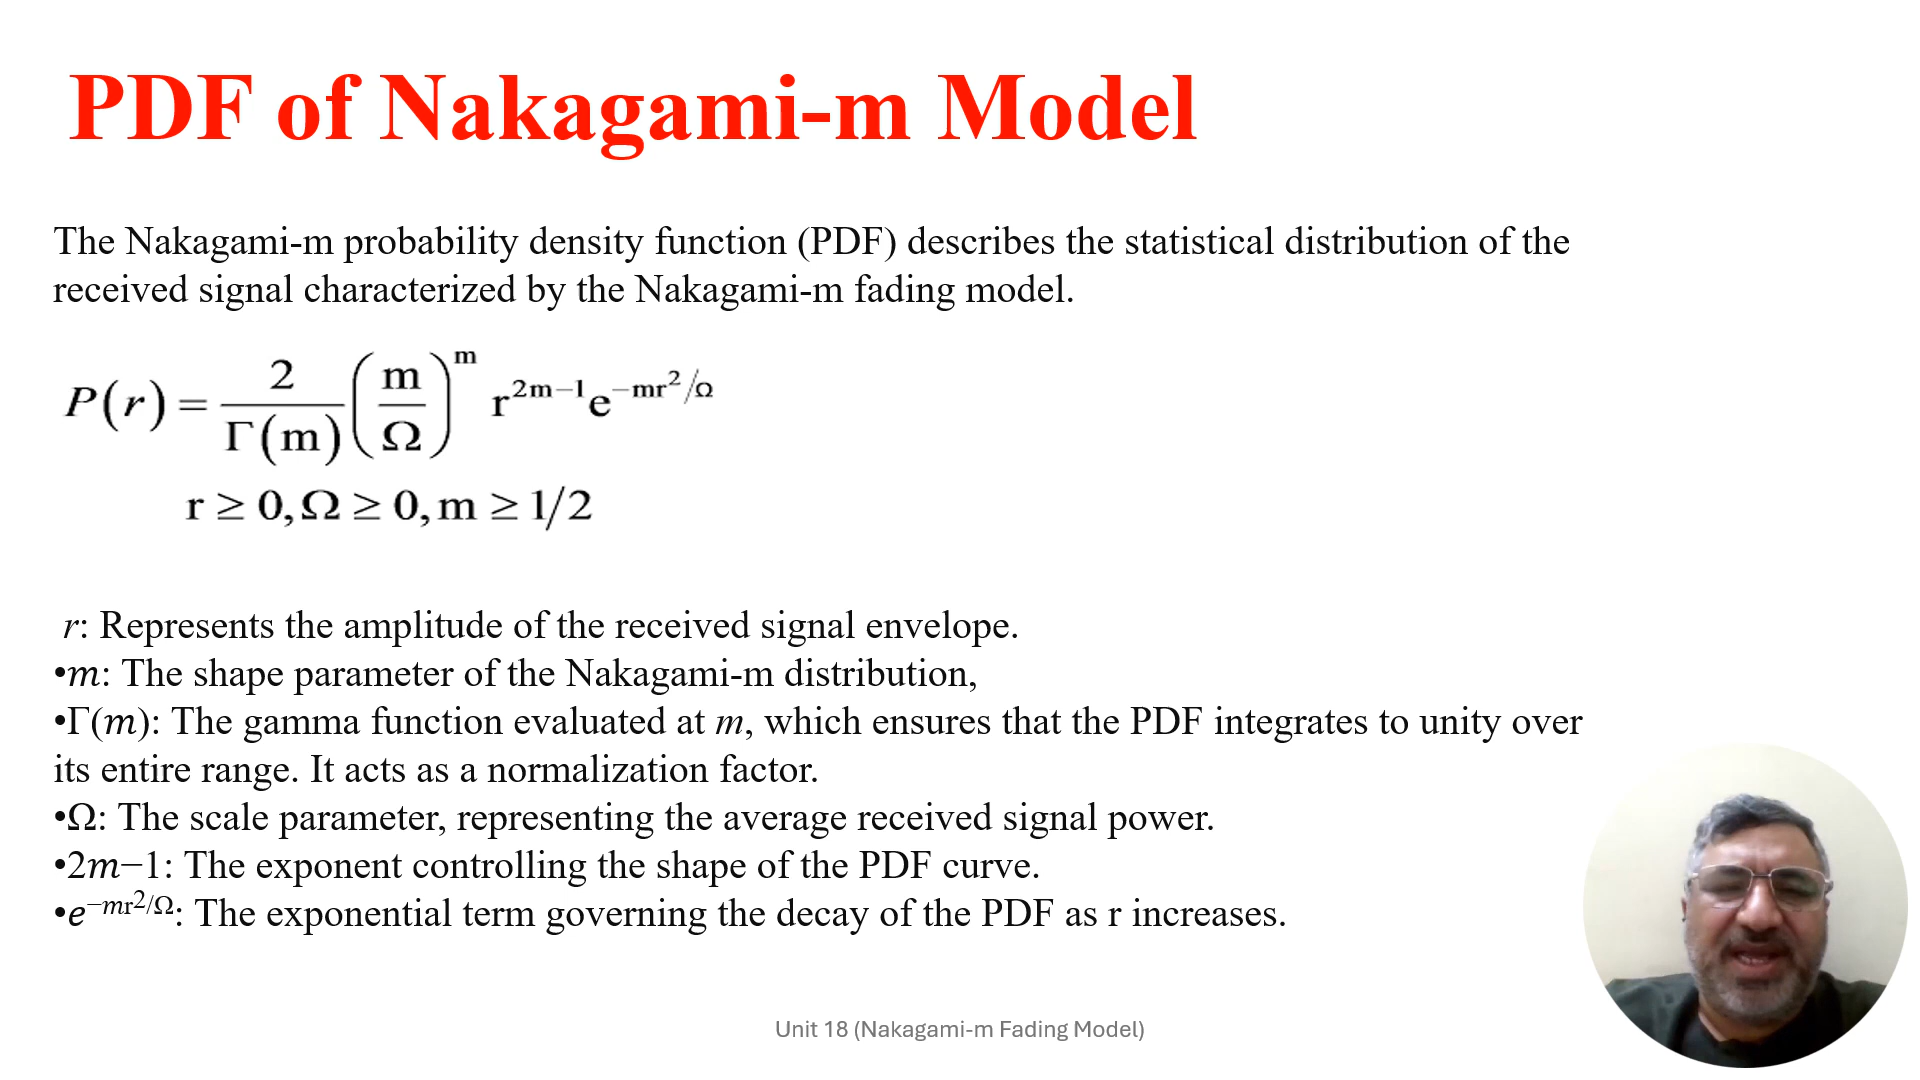 PDF of Nakagami-m Model
The Nakagami-m probability density function (PDF) describes the statistical distribution of the
received signal characterized by the Nakagami-m fading model.
P(r) = 2/Γ(m) (m/Ω)^m r^(2m−1) e^(−mr²/Ω)
r ≥ 0, Ω ≥ 0, m ≥ 1/2
r: Represents the amplitude of the received signal envelope.
•m: The shape parameter of the Nakagami-m distribution,
•Γ(m): The gamma function evaluated at m, which ensures that the PDF integrates to unity over
its entire range. It acts as a normalization factor.
•Ω: The scale parameter, representing the average received signal power.
•2m−1: The exponent controlling the shape of the PDF curve.
•e^(−mr²/Ω): The exponential term governing the decay of the PDF as r increases.
Unit 18 (Nakagami-m Fading Model)